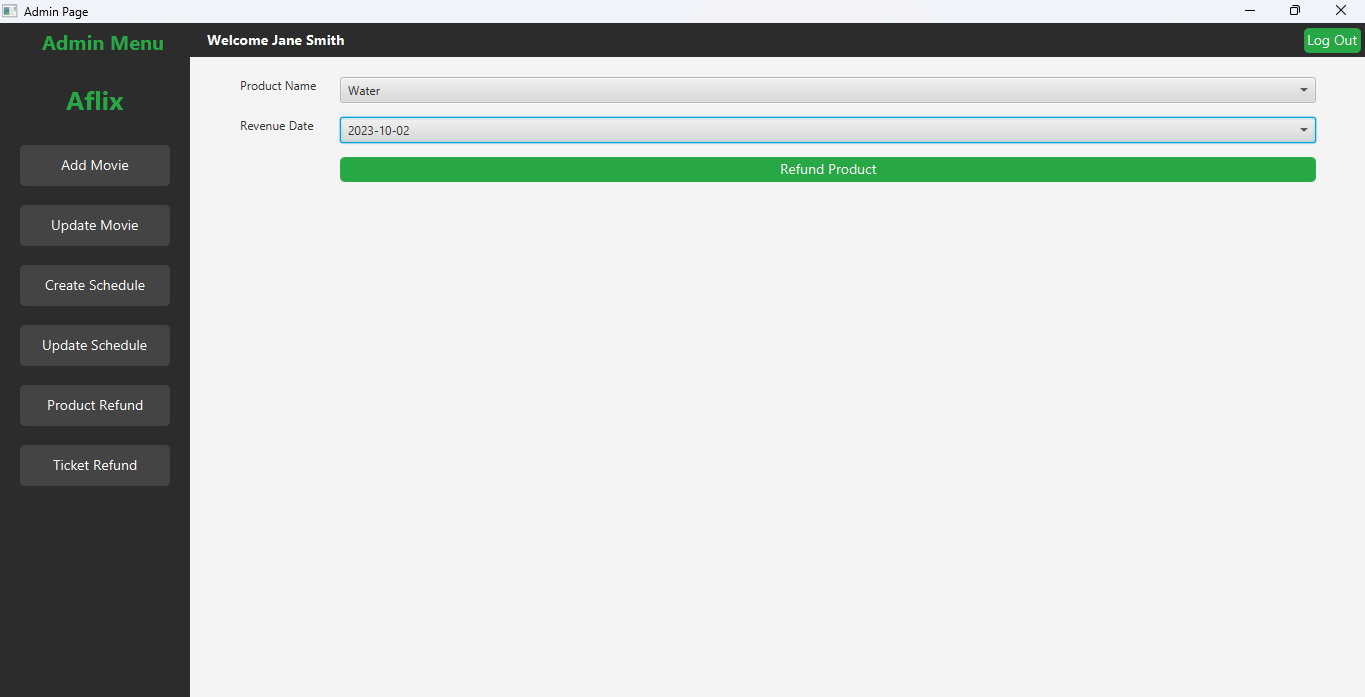 Admin Page
Admin Menu
Welcome Jane Smith
Log Out
Aflix
Add Movie
Update Movie
Create Schedule
Update Schedule
Product Refund
Ticket Refund
Product Name
Water
Revenue Date
2023-10-02
Refund Product